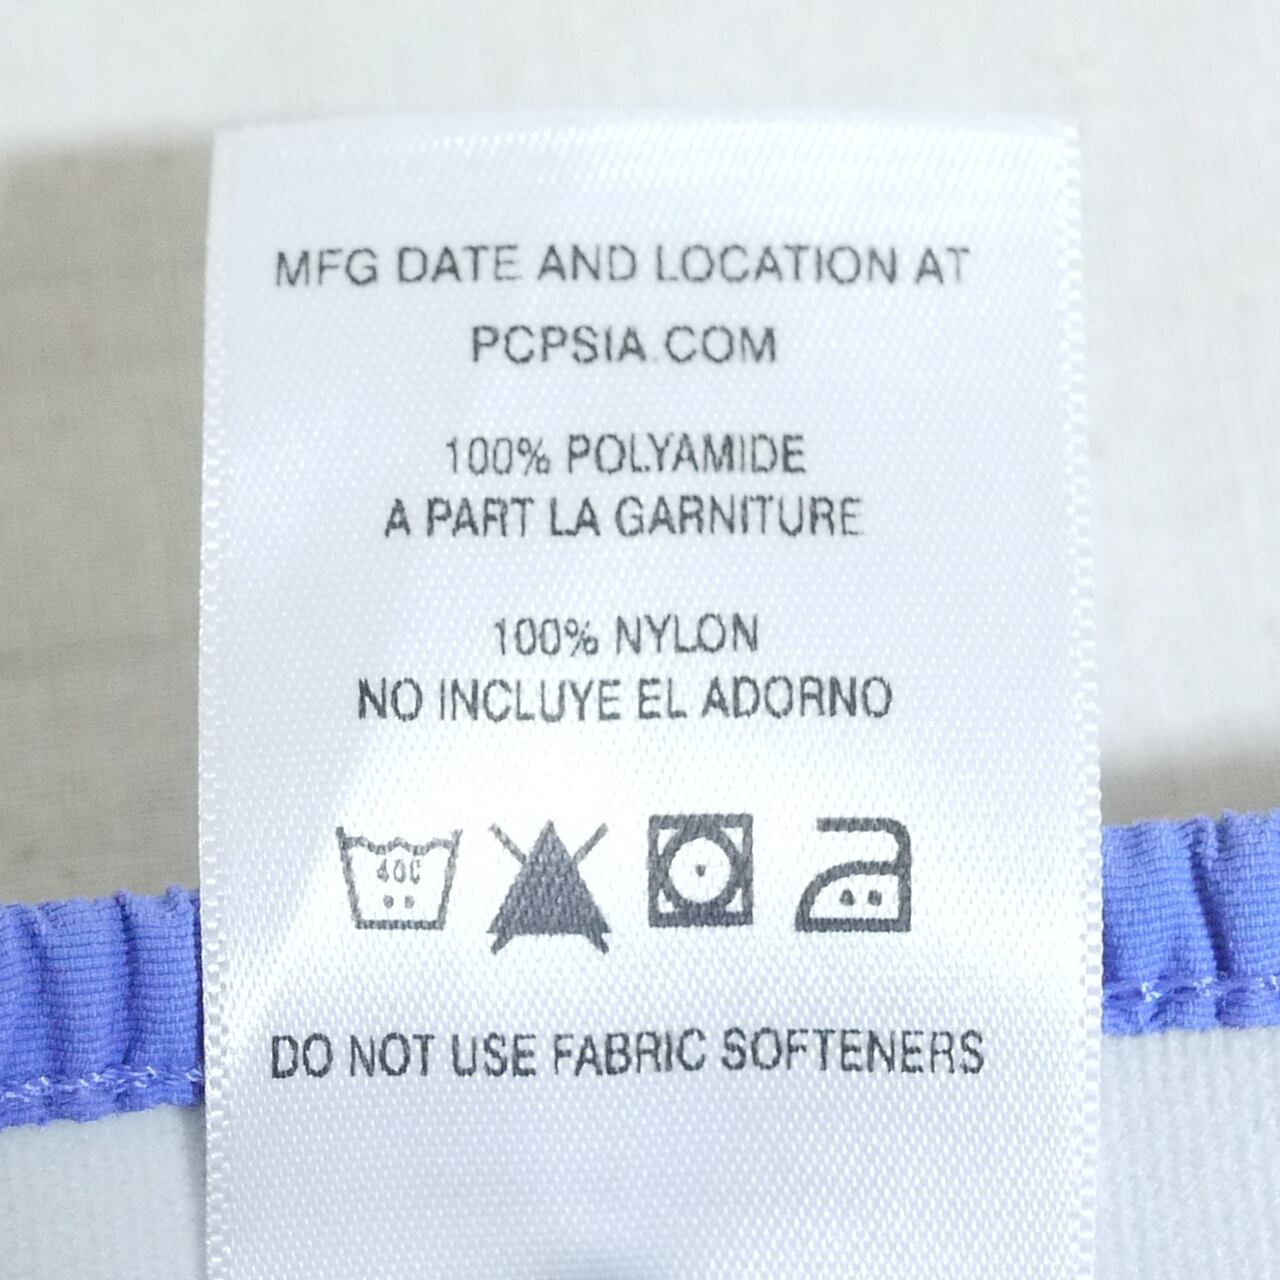 MFG DATE AND LOCATION AT
PCPSIA.COM
100% POLYAMIDE
A PART LA GARNITURE
100% NYLON
NO INCLUYE EL ADORNO
40C
DO NOT USE FABRIC SOFTENERS